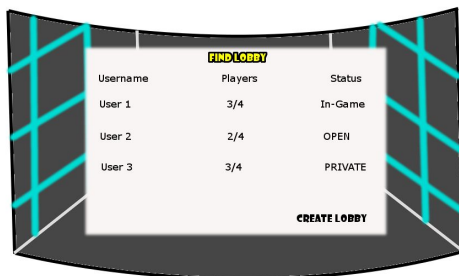 FIND LOBBY
Username Players Status
User 1 3/4 In-Game
User 2 2/4 OPEN
User 3 3/4 PRIVATE
CREATE LOBBY